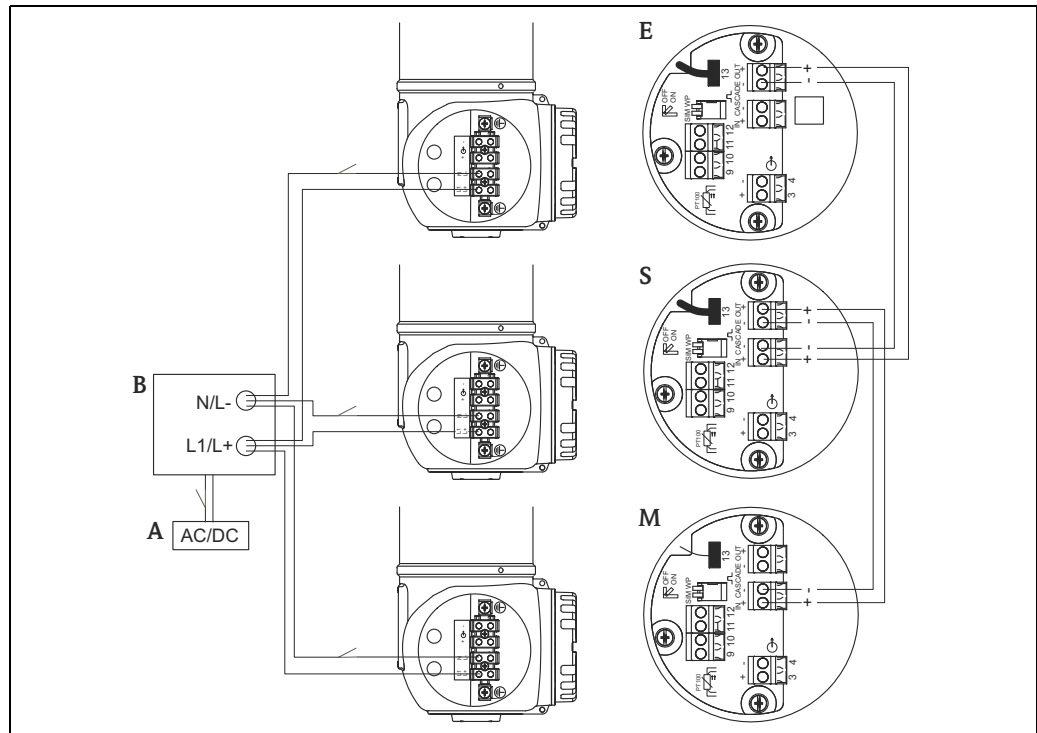 E
+
-
13
OFF
ON
SIM WP
IN CASCADE OUT
+
-
-
+
9 10 11 12
PT100
-
+
3 4
S
+
-
-
+
13
OFF
ON
SIM WP
IN CASCADE OUT
+
-
-
+
9 10 11 12
PT100
-
+
3 4
B
N/L-
L1/L+
A
AC/DC
M
-
+
13
OFF
ON
SIM WP
IN CASCADE OUT
+
-
-
+
9 10 11 12
PT100
-
+
3 4